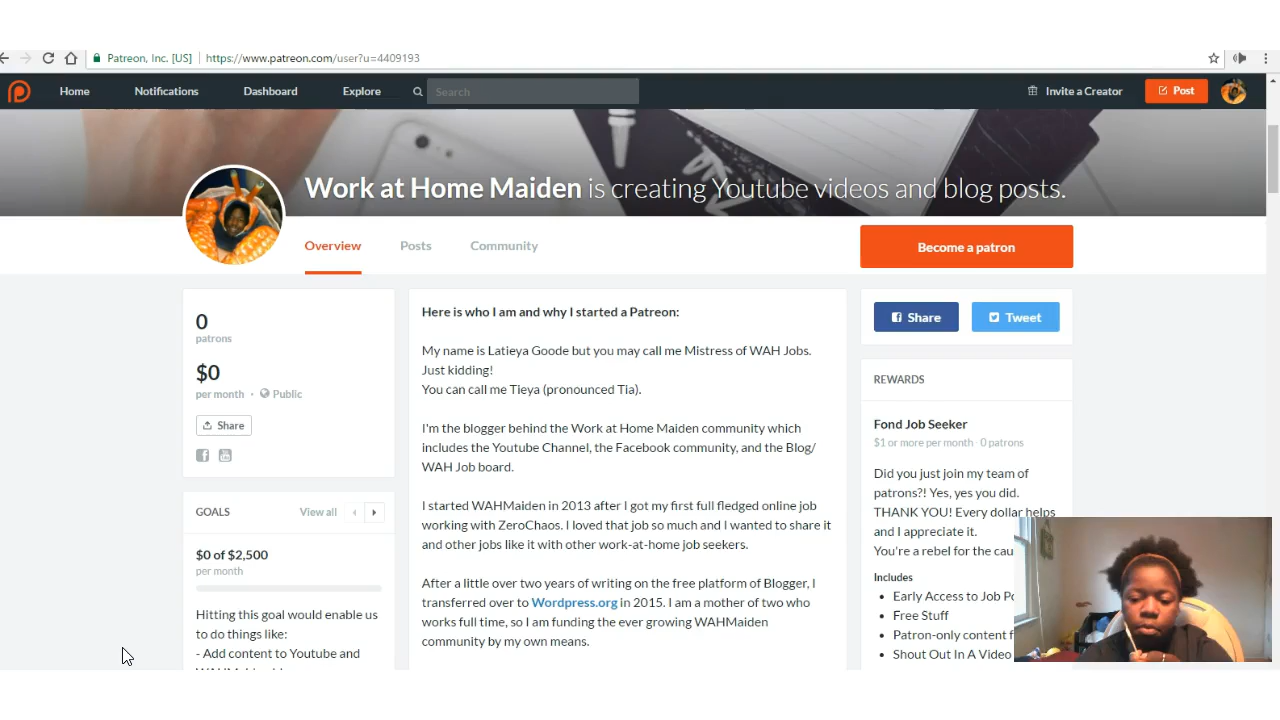 Patreon, Inc. [US] https://www.patreon.com/user?u=4409193
Home Notifications Dashboard Explore Search Invite a Creator Post
Work at Home Maiden is creating Youtube videos and blog posts.
Overview Posts Community Become a patron
0
patrons
$0
per month · Public
Share
GOALS View all
$0 of $2,500
per month
Hitting this goal would enable us
to do things like:
- Add content to Youtube and
Here is who I am and why I started a Patreon:
My name is Latieya Goode but you may call me Mistress of WAH Jobs.
Just kidding!
You can call me Tieya (pronounced Tia).
I'm the blogger behind the Work at Home Maiden community which
includes the Youtube Channel, the Facebook community, and the Blog/
WAH Job board.
I started WAHMaiden in 2013 after I got my first full fledged online job
working with ZeroChaos. I loved that job so much and I wanted to share it
and other jobs like it with other work-at-home job seekers.
After a little over two years of writing on the free platform of Blogger, I
transferred over to Wordpress.org in 2015. I am a mother of two who
works full time, so I am funding the ever growing WAHMaiden
community by my own means.
Share Tweet
REWARDS
Fond Job Seeker
$1 or more per month · 0 patrons
Did you just join my team of
patrons?! Yes, yes you did.
THANK YOU! Every dollar helps
and I appreciate it.
You're a rebel for the
Includes
• Early Access to Job
• Free Stuff
• Patron-only content
• Shout Out In A Video